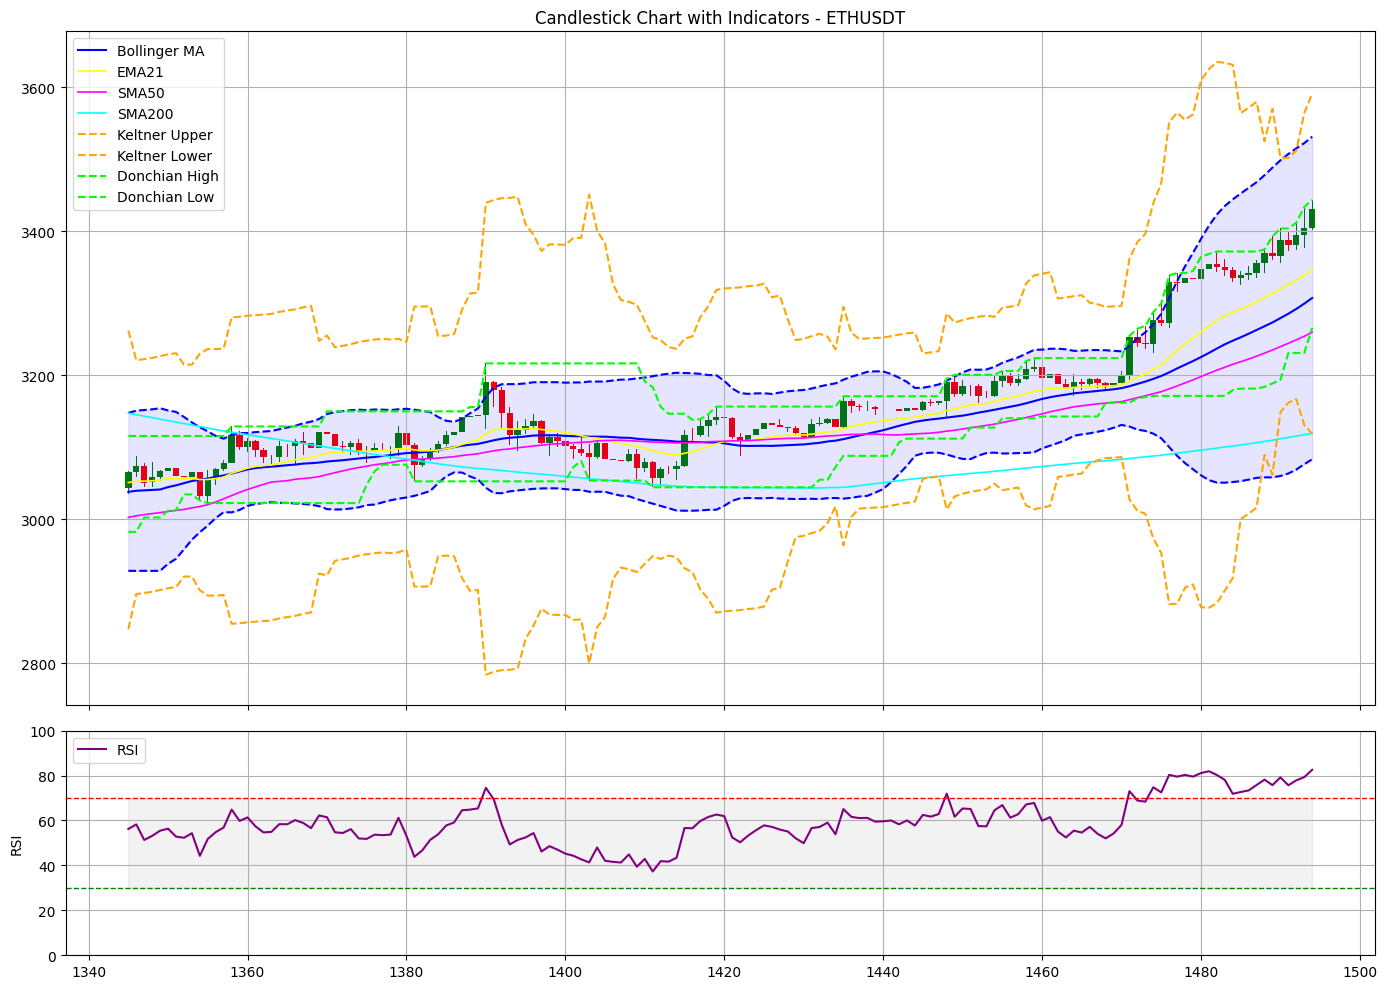 Candlestick Chart with Indicators - ETHUSDT
Bollinger MA
EMA21
SMA50
SMA200
Keltner Upper
Keltner Lower
Donchian High
Donchian Low
3600
3400
3200
3000
2800
RSI
100
80
60
40
20
0
RSI
1340 1360 1380 1400 1420 1440 1460 1480 1500